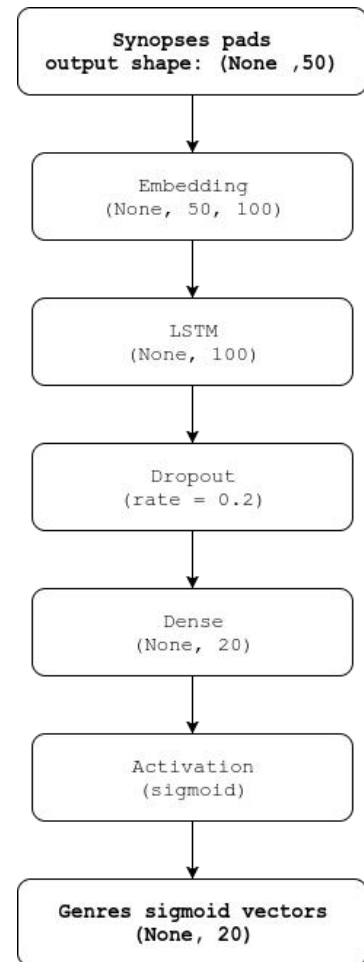 Synopses pads
output shape: (None ,50)
Embedding
(None, 50, 100)
LSTM
(None, 100)
Dropout
(rate = 0.2)
Dense
(None, 20)
Activation
(sigmoid)
Genres sigmoid vectors
(None, 20)